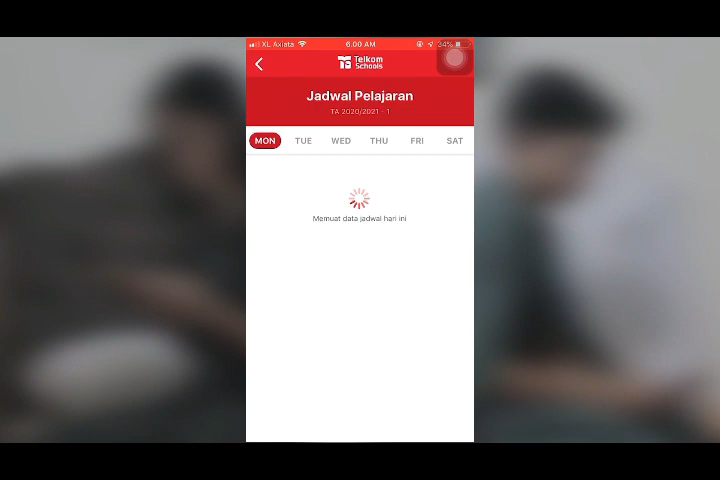 XL Axiata 6.00 AM 34%
Telkom
Schools
Jadwal Pelajaran
TA 2020/2021 - 1
MON TUE WED THU FRI SAT
Memuat data jadwal hari ini